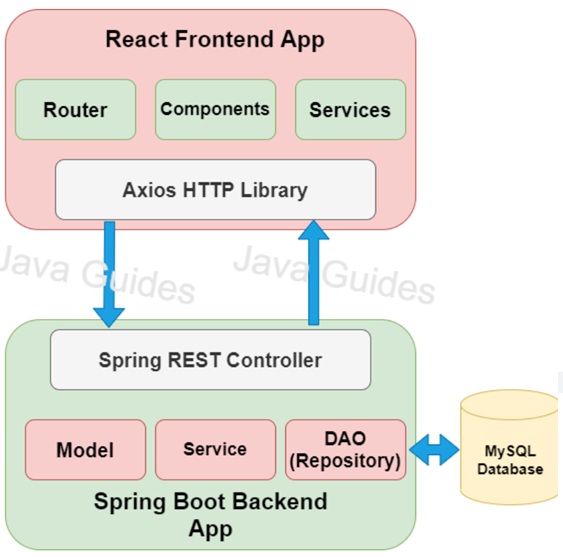 React Frontend App
Router
Components
Services
Axios HTTP Library
Java Guides
Java Guides
Spring REST Controller
Model
Service
DAO
(Repository)
MySQL
Database
Spring Boot Backend
App